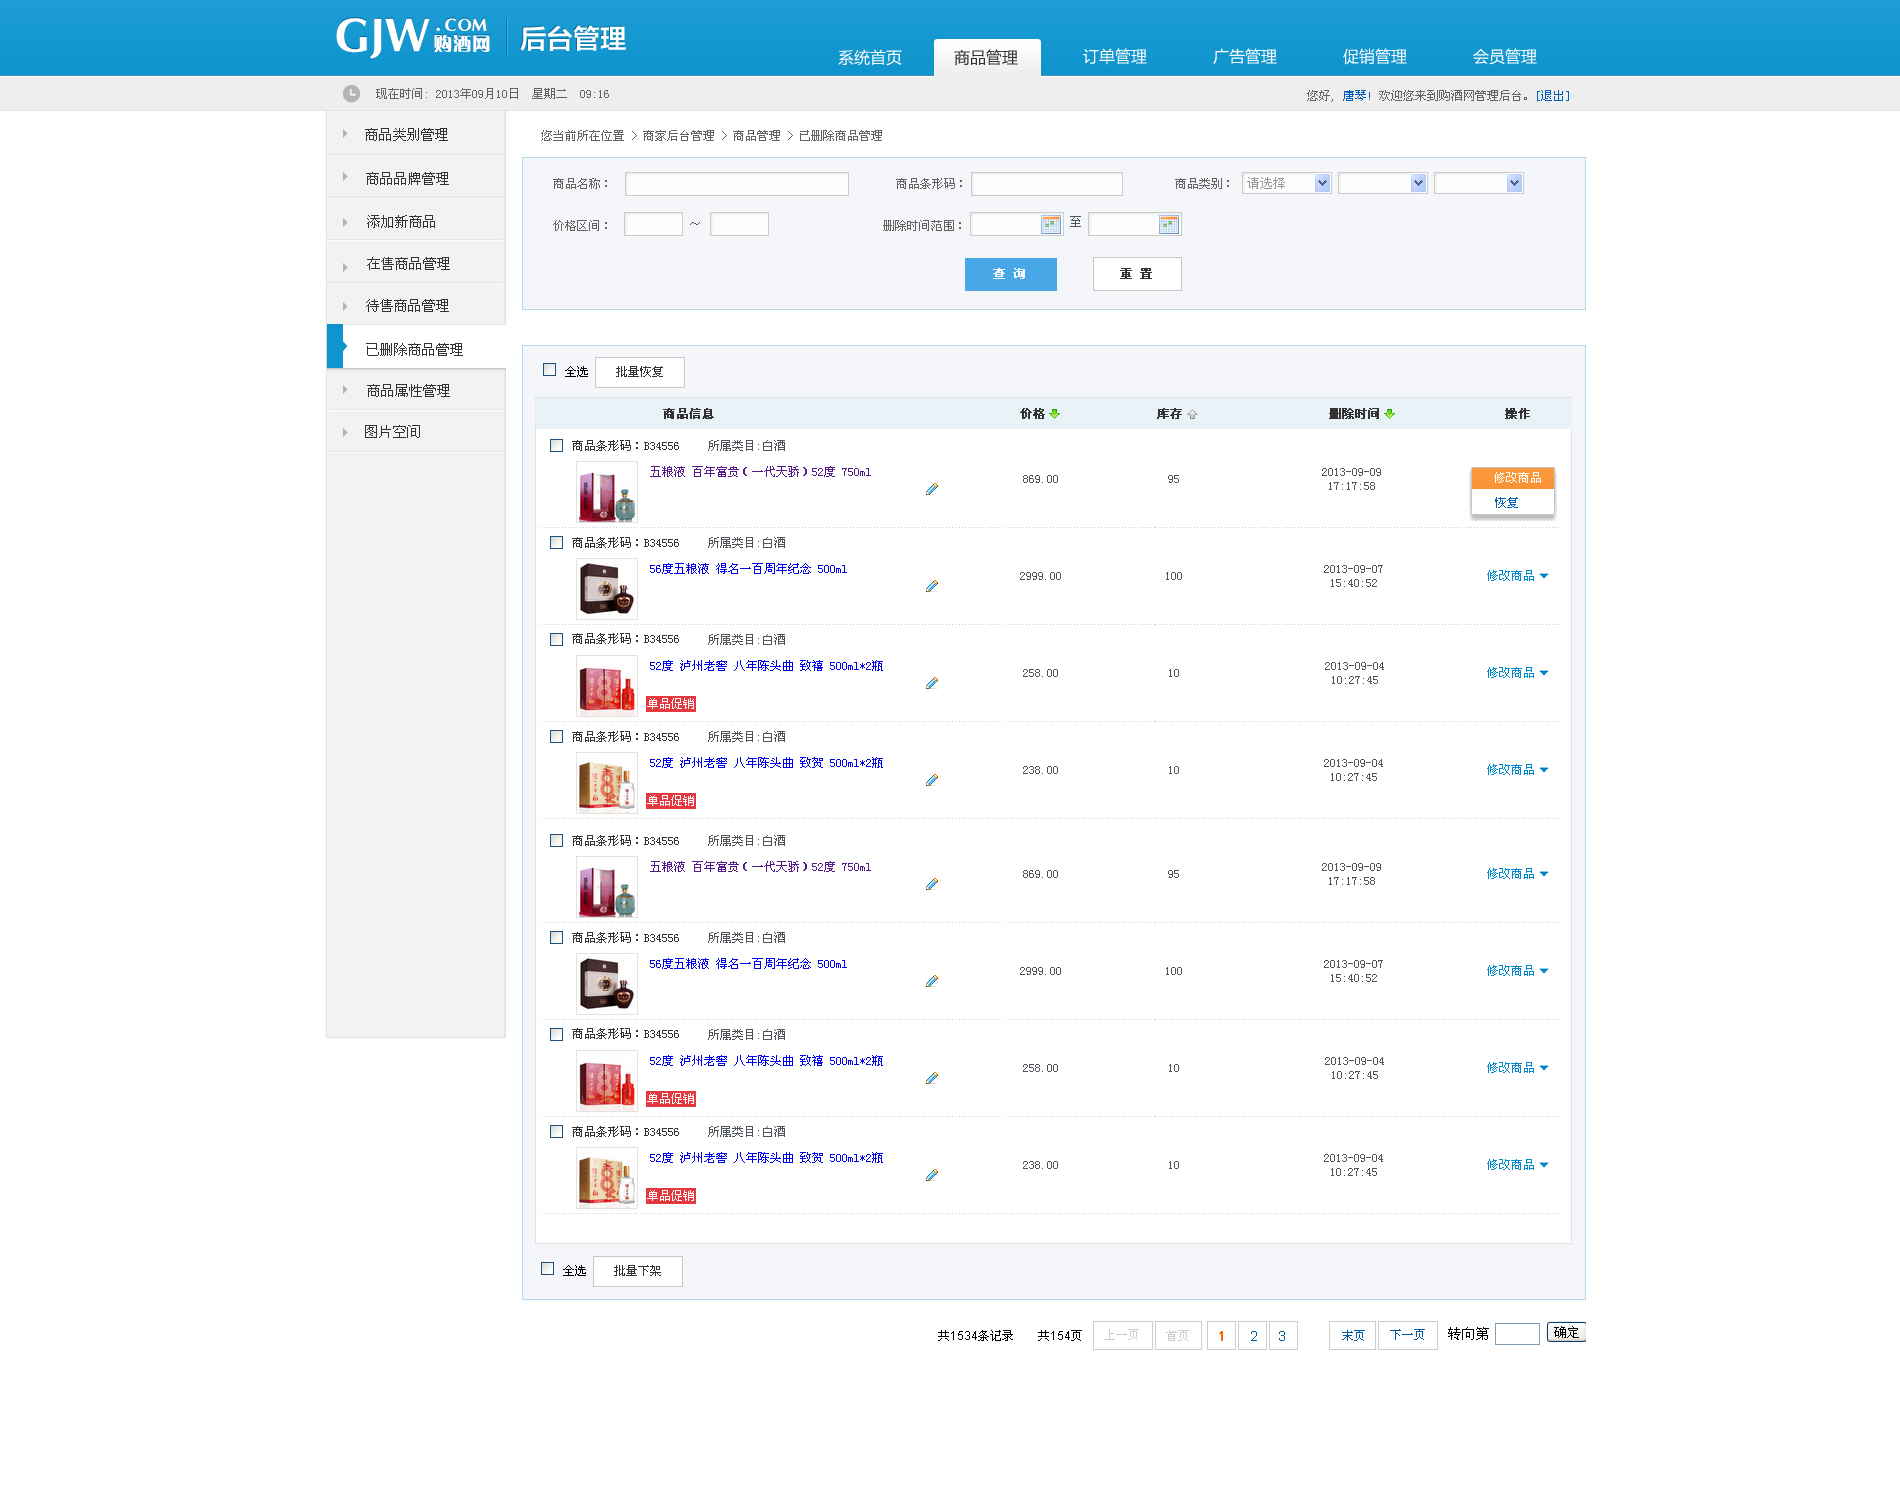 GJW.COM 购酒网 后台管理
系统首页 商品管理 订单管理 广告管理 促销管理 会员管理
现在时间: 2013年09月10日 星期二 09:16
您好, 唐琴! 欢迎您来到购酒网管理后台。[退出]
商品类别管理
商品品牌管理
添加新商品
在售商品管理
待售商品管理
已删除商品管理
商品属性管理
图片空间
您当前所在位置 > 商家后台管理 > 商品管理 > 已删除商品管理
商品名称： 商品条形码： 商品类别： 请选择
价格区间： ~ 删除时间范围： 至
查 询 重 置
全选 批量恢复
商品信息 价格 库存 删除时间 操作
商品条形码：B34556 所属类目:白酒
五粮液 百年富贵(一代天骄)52度 750ml
869.00 95 2013-09-09
17:17:58
修改商品
恢复
商品条形码：B34556 所属类目:白酒
56度五粮液 得名一百周年纪念 500ml
2999.00 100 2013-09-07
15:40:52
修改商品
商品条形码：B34556 所属类目:白酒
52度 泸州老窖 八年陈头曲 致禧 500ml*2瓶
258.00 10 2013-09-04
10:27:45
修改商品
单品促销
商品条形码：B34556 所属类目:白酒
52度 泸州老窖 八年陈头曲 致贺 500ml*2瓶
238.00 10 2013-09-04
10:27:45
修改商品
单品促销
商品条形码：B34556 所属类目:白酒
五粮液 百年富贵(一代天骄)52度 750ml
869.00 95 2013-09-09
17:17:58
修改商品
商品条形码：B34556 所属类目:白酒
56度五粮液 得名一百周年纪念 500ml
2999.00 100 2013-09-07
15:40:52
修改商品
商品条形码：B34556 所属类目:白酒
52度 泸州老窖 八年陈头曲 致禧 500ml*2瓶
258.00 10 2013-09-04
10:27:45
修改商品
单品促销
商品条形码：B34556 所属类目:白酒
52度 泸州老窖 八年陈头曲 致贺 500ml*2瓶
238.00 10 2013-09-04
10:27:45
修改商品
单品促销
全选 批量下架
共1534条记录 共154页 上一页 首页 1 2 3 末页 下一页 转向第 确定